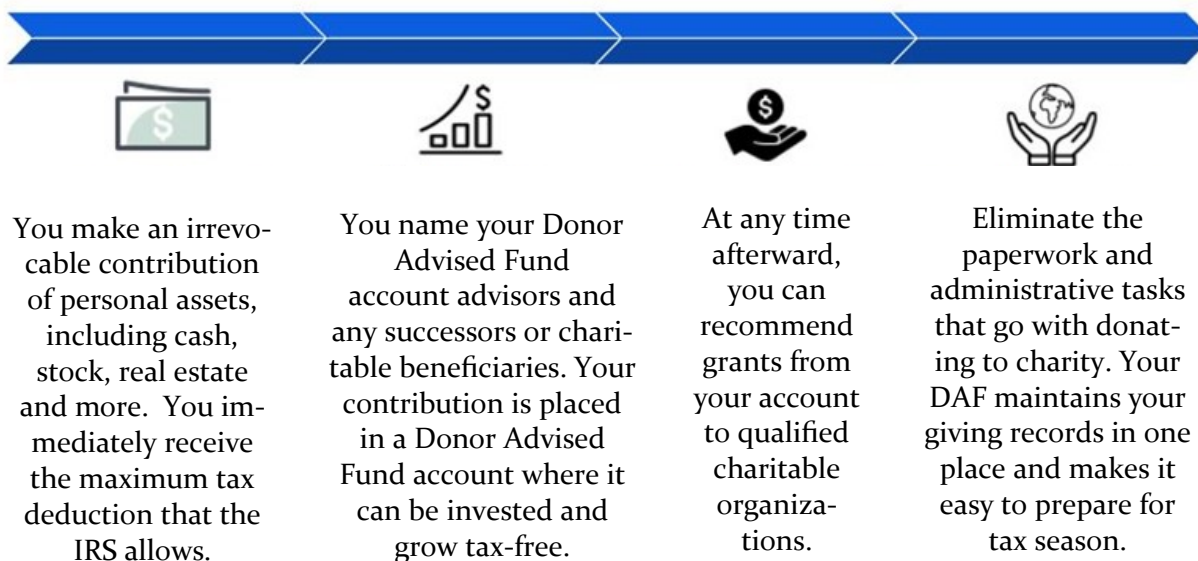 You make an irrevo-
cable contribution
of personal assets,
including cash,
stock, real estate
and more.  You im-
mediately receive
the maximum tax
deduction that the
IRS allows.
You name your Donor
Advised Fund
account advisors and
any successors or chari-
table beneficiaries. Your
contribution is placed
in a Donor Advised
Fund account where it
can be invested and
grow tax-free.
At any time
afterward,
you can
recommend
grants from
your account
to qualified
charitable
organiza-
tions.
Eliminate the
paperwork and
administrative tasks
that go with donat-
ing to charity. Your
DAF maintains your
giving records in one
place and makes it
easy to prepare for
tax season.